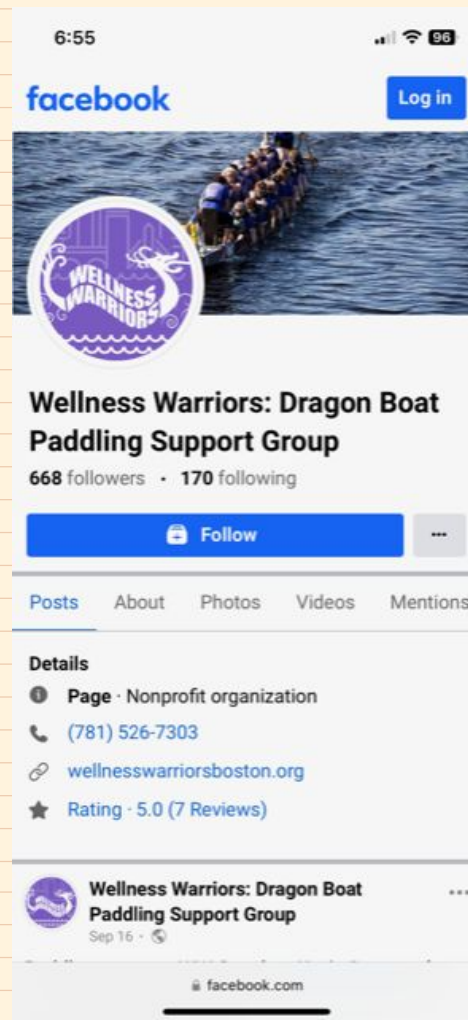 6:55
96
facebook
Log in
WELLNESS
WARRIORS
Wellness Warriors: Dragon Boat
Paddling Support Group
668 followers · 170 following
Follow
Posts About Photos Videos Mentions
Details
Page · Nonprofit organization
(781) 526-7303
wellnesswarriorsboston.org
Rating · 5.0 (7 Reviews)
Wellness Warriors: Dragon Boat
Paddling Support Group
Sep 16 ·
facebook.com